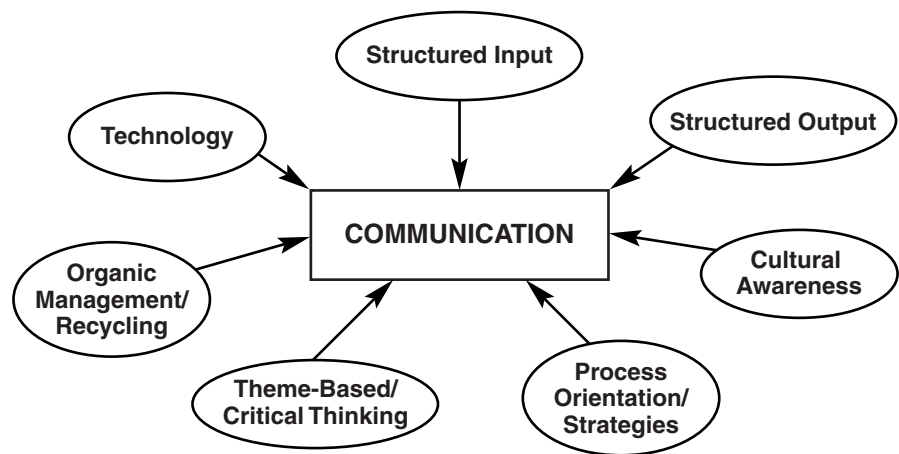 Structured Input
Technology
Structured Output
COMMUNICATION
Organic
Management/
Recycling
Cultural
Awareness
Theme-Based/
Critical Thinking
Process
Orientation/
Strategies